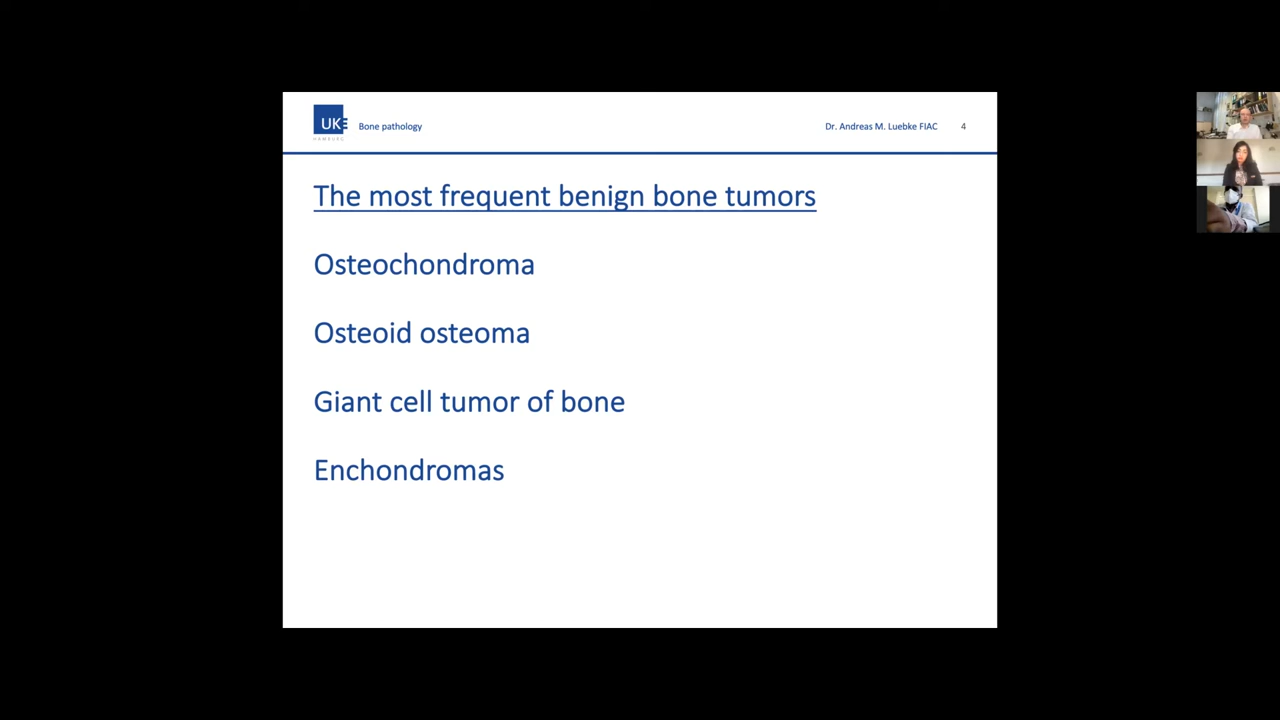 UKE
HAMBURG
Bone pathology
Dr. Andreas M. Luebke FIAC
4
The most frequent benign bone tumors
Osteochondroma
Osteoid osteoma
Giant cell tumor of bone
Enchondromas